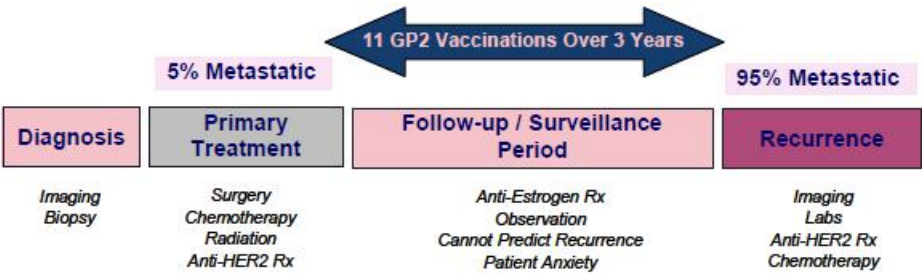 11 GP2 Vaccinations Over 3 Years
5% Metastatic
95% Metastatic
Diagnosis
Primary
Treatment
Follow-up / Surveillance
Period
Recurrence
Imaging
Biopsy
Surgery
Chemotherapy
Radiation
Anti-HER2 Rx
Anti-Estrogen Rx
Observation
Cannot Predict Recurrence
Patient Anxiety
Imaging
Labs
Anti-HER2 Rx
Chemotherapy